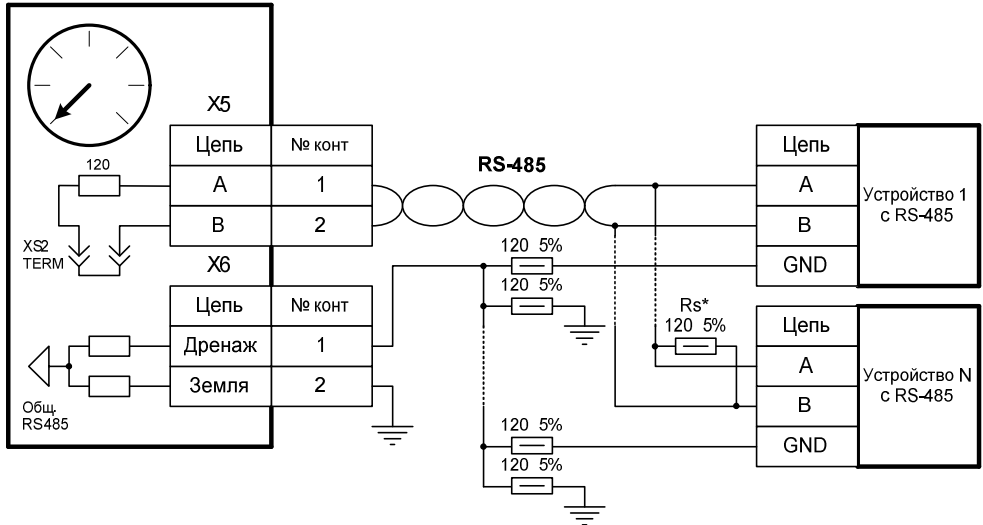 X5
Цепь № конт
120
A 1
B 2
XS2
TERM
X6
Цепь № конт
Дренаж 1
Земля 2
Общ.
RS485
RS-485
120 5%
120 5%
Rs*
120 5%
120 5%
120 5%
Цепь
A
B
GND
Устройство 1
с RS-485
Цепь
A
B
GND
Устройство N
с RS-485